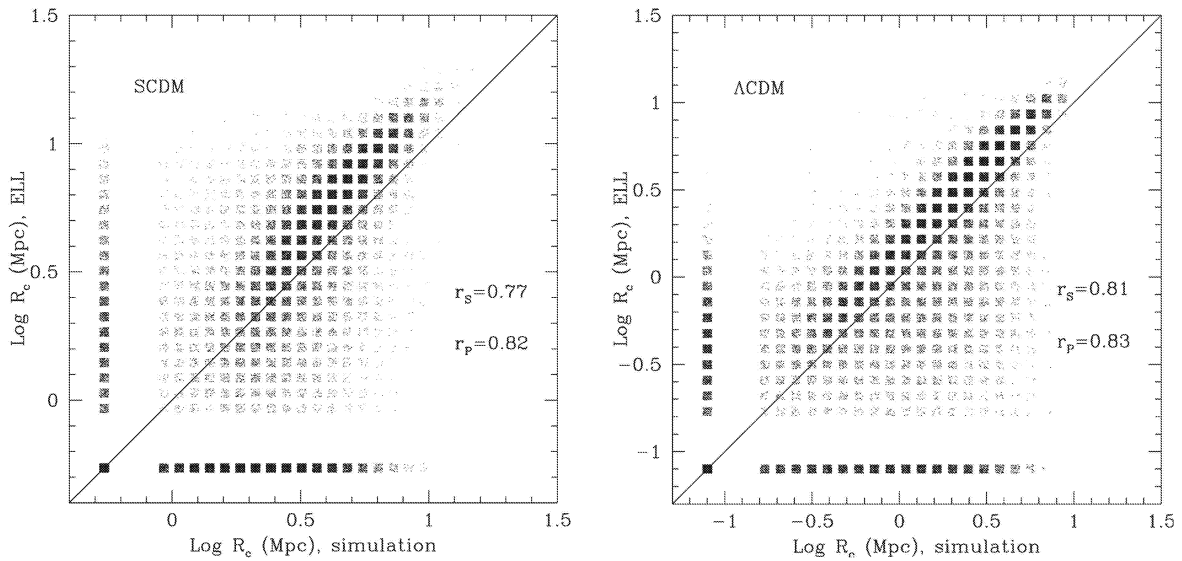 1.5
SCDM
1
Log R_c (Mpc), ELL
0.5
r_S=0.77
r_P=0.82
0
0
0.5
1
1.5
Log R_c (Mpc), simulation
1.5
ΛCDM
1
Log R_c (Mpc), ELL
0.5
0
r_S=0.81
r_P=0.83
−0.5
−1
−1
−0.5
0
0.5
1
1.5
Log R_c (Mpc), simulation